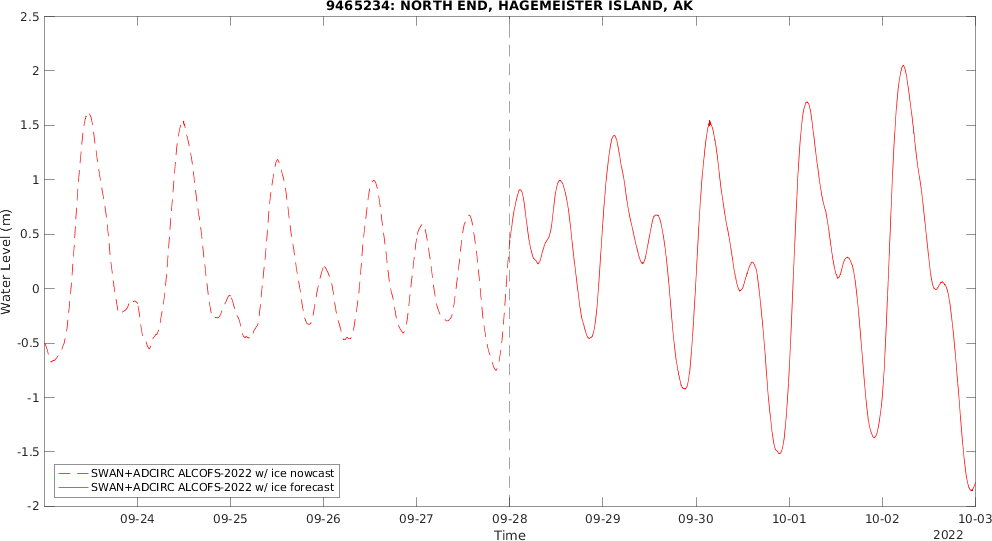 9465234: NORTH END, HAGEMEISTER ISLAND, AK
2.5
2
1.5
1
0.5
0
-0.5
-1
-1.5
-2
Water Level (m)
SWAN+ADCIRC ALCOFS-2022 w/ ice nowcast
SWAN+ADCIRC ALCOFS-2022 w/ ice forecast
09-24 09-25 09-26 09-27 09-28 09-29 09-30 10-01 10-02 10-03
Time
2022